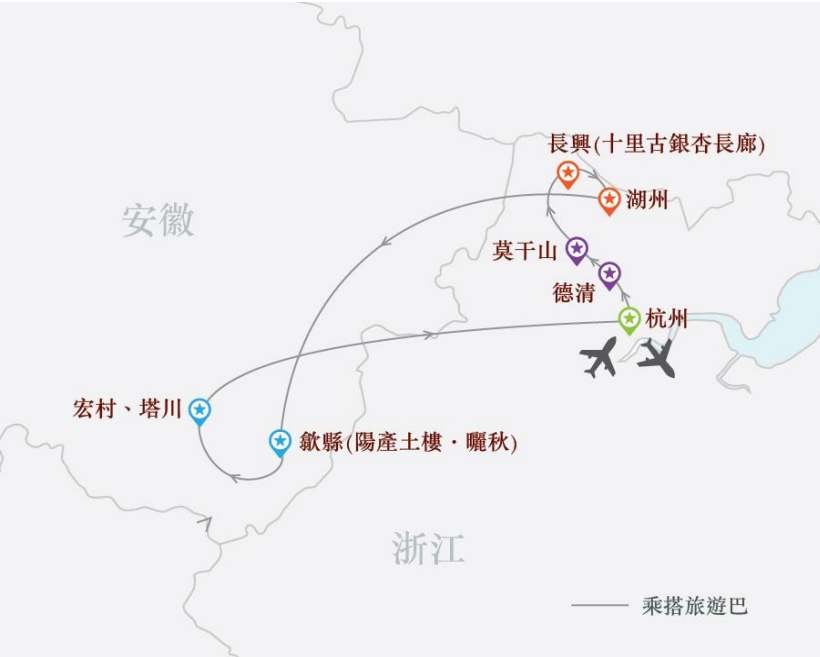 長興(十里古銀杏長廊)
湖州
安徽
莫干山
德清
杭州
宏村、塔川
歙縣(陽產土樓·曬秋)
浙江
乘搭旅遊巴